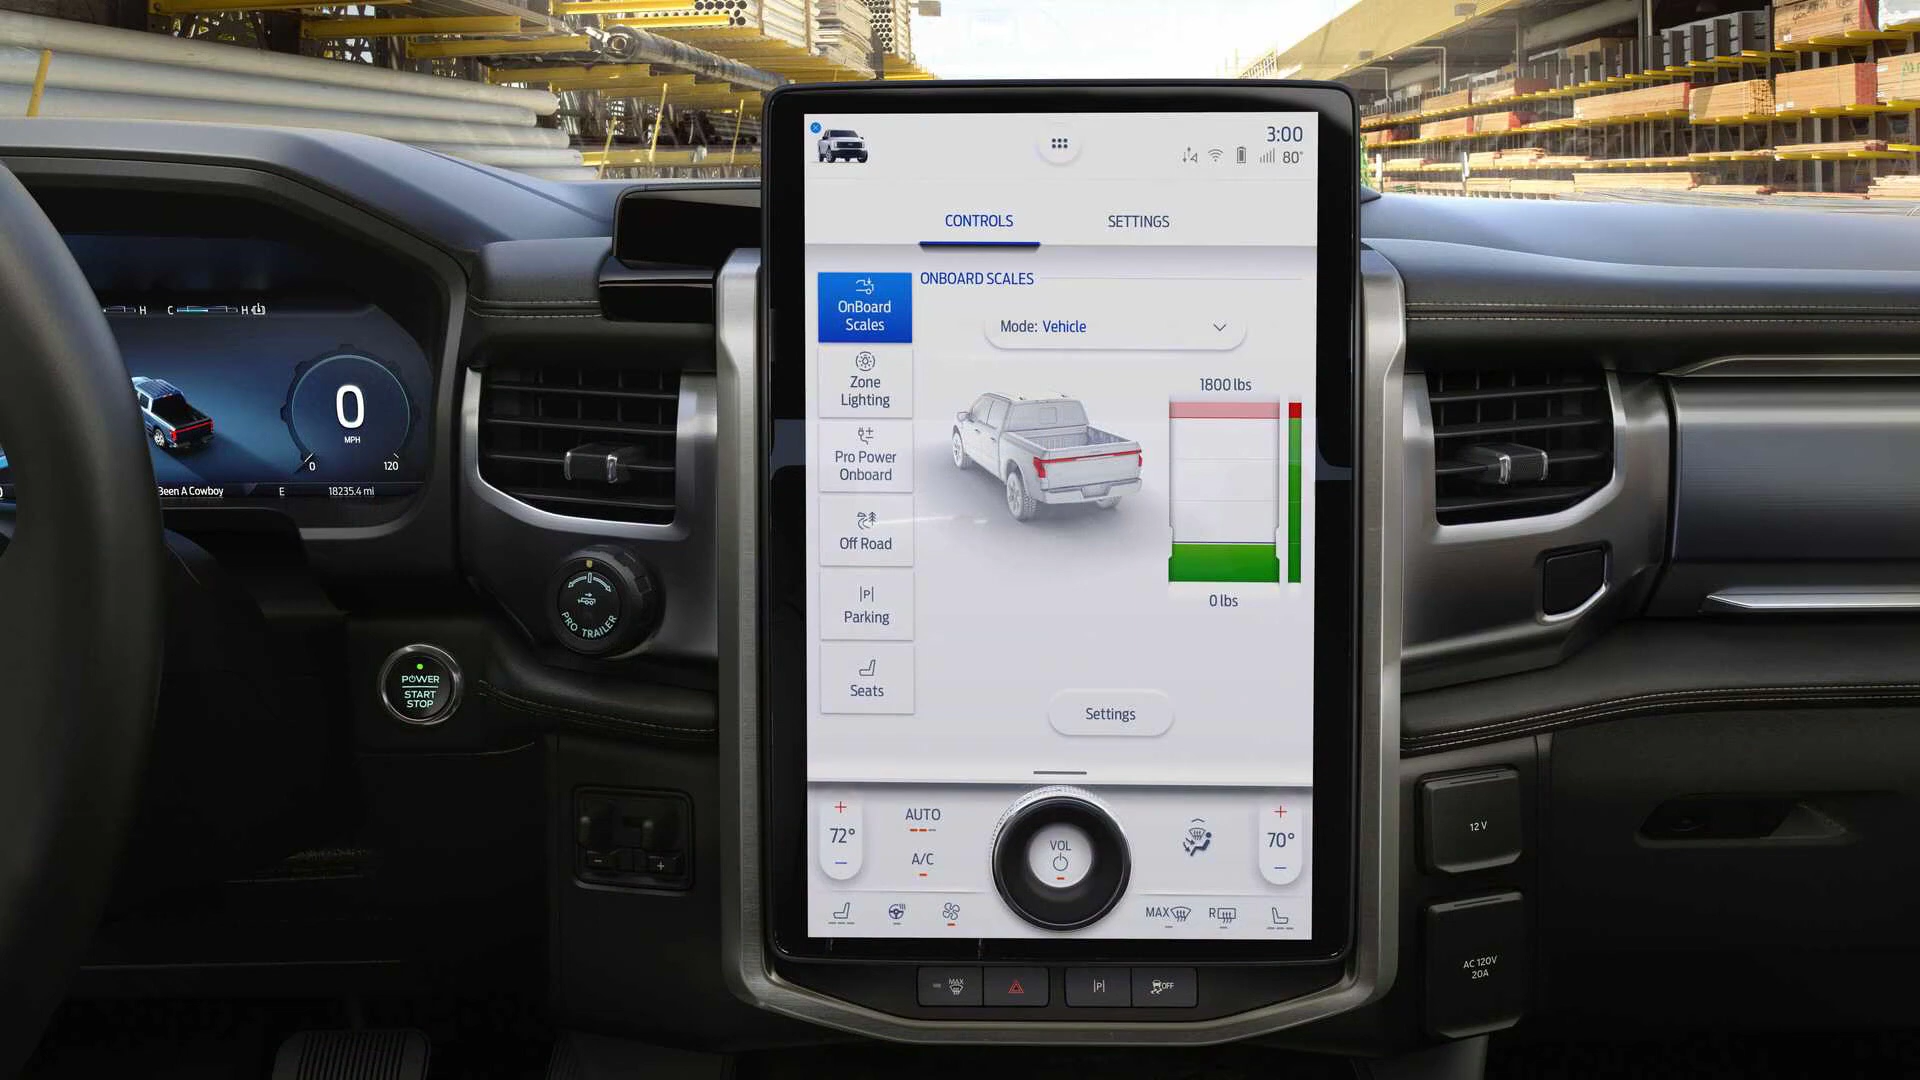 3:00
80°
CONTROLS
SETTINGS
OnBoard
Scales
ONBOARD SCALES
Mode: Vehicle
Zone
Lighting
1800 lbs
Pro Power
Onboard
Off Road
0 lbs
Parking
Seats
Settings
AUTO
72°
A/C
VOL
70°
MAX
R
H
C
H
0
MPH
0
120
Been A Cowboy
E
18235.4 mi
PRO TRAILER
POWER
START
STOP
12 V
AC 120V
20A
MAX
P
OFF